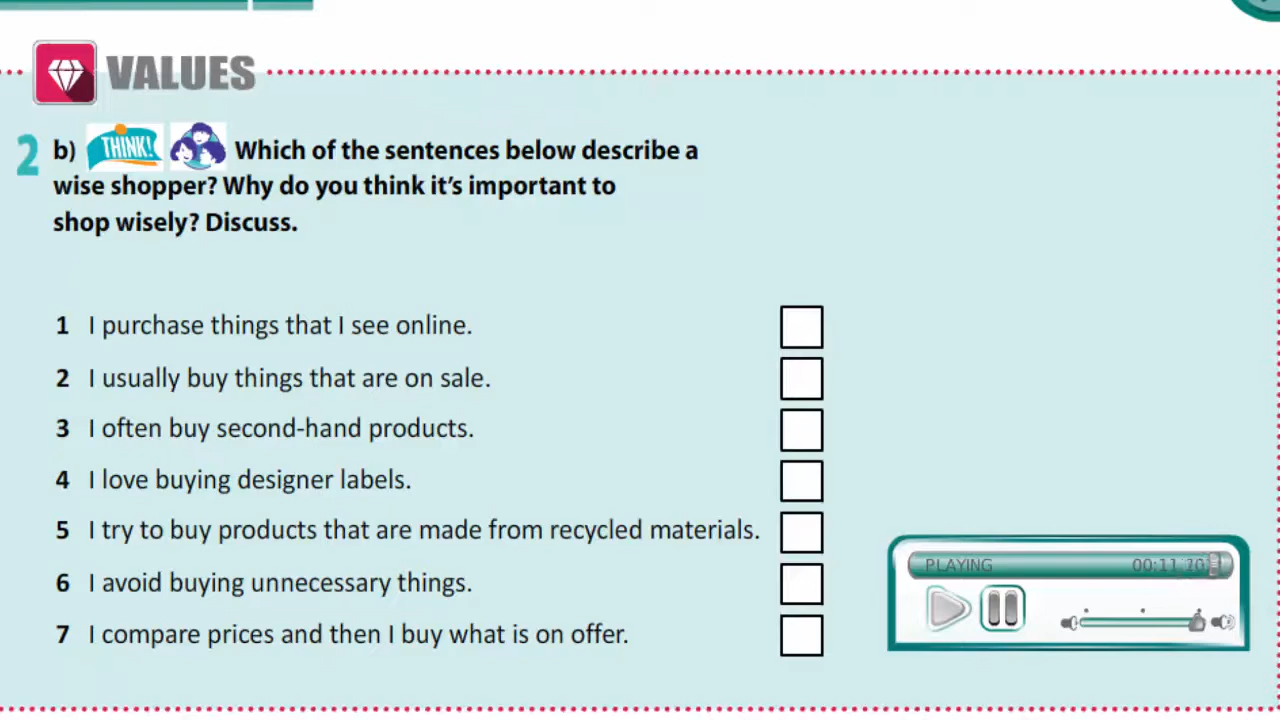 VALUES
2 b) THINK! Which of the sentences below describe a
wise shopper? Why do you think it's important to
shop wisely? Discuss.
1 I purchase things that I see online.
2 I usually buy things that are on sale.
3 I often buy second-hand products.
4 I love buying designer labels.
5 I try to buy products that are made from recycled materials.
6 I avoid buying unnecessary things.
7 I compare prices and then I buy what is on offer.
PLAYING 00:11